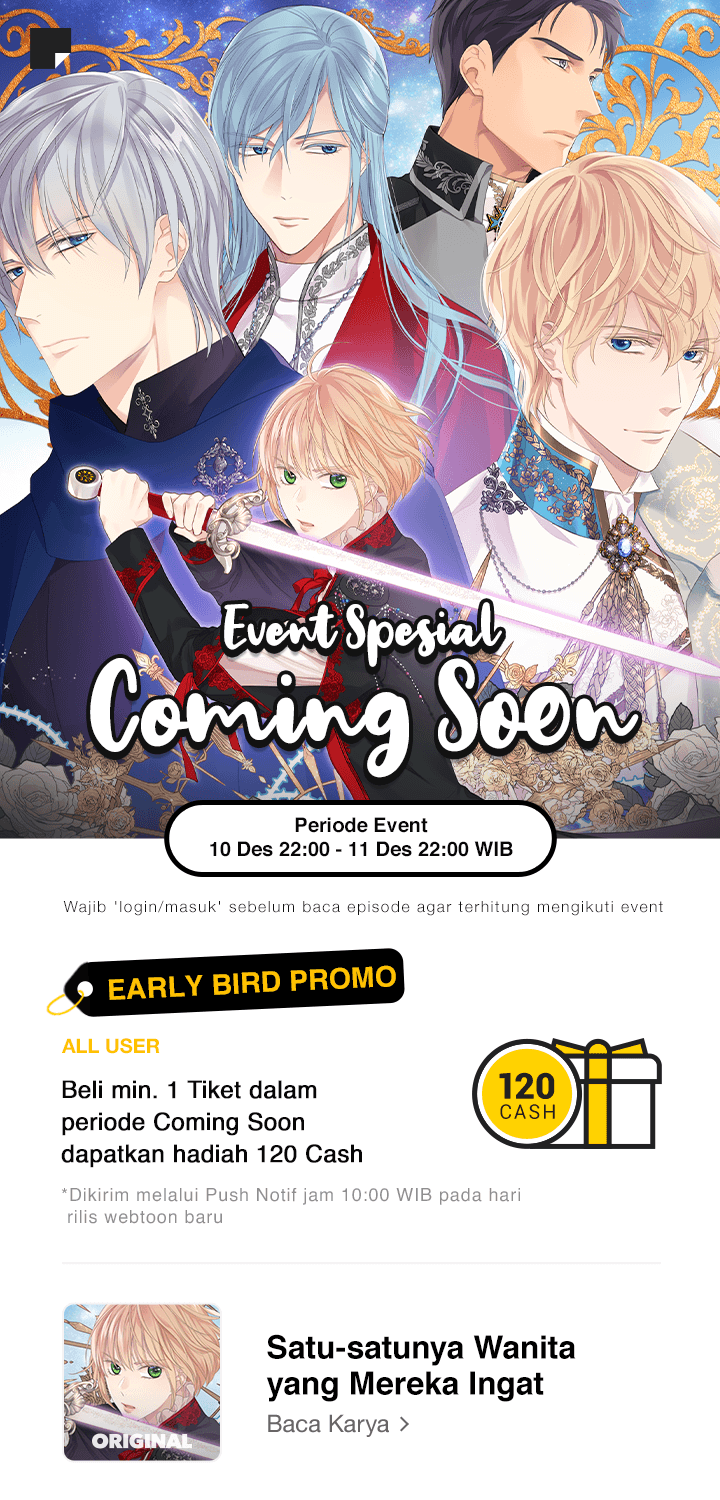 Event Spesial
Coming Soon
Periode Event
10 Des 22:00 - 11 Des 22:00 WIB
Wajib 'login/masuk' sebelum baca episode agar terhitung mengikuti event
EARLY BIRD PROMO
ALL USER
Beli min. 1 Tiket dalam
periode Coming Soon
dapatkan hadiah 120 Cash
120
CASH
*Dikirim melalui Push Notif jam 10:00 WIB pada hari
rilis webtoon baru
ORIGINAL
Satu-satunya Wanita
yang Mereka Ingat
Baca Karya >